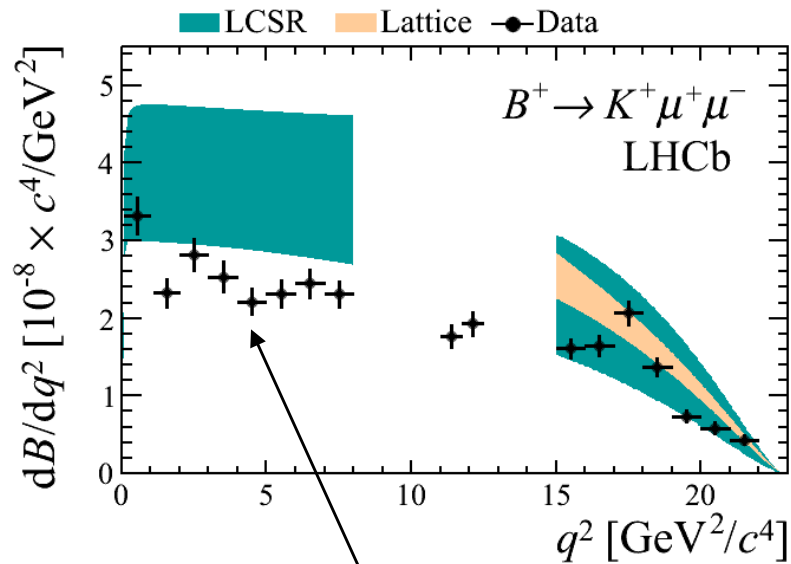 LCSR Lattice Data
dB/dq² [10⁻⁸ × c⁴/GeV²]
5
4
3
2
1
0
B⁺ → K⁺μ⁺μ⁻
LHCb
0 5 10 15 20
q² [GeV²/c⁴]